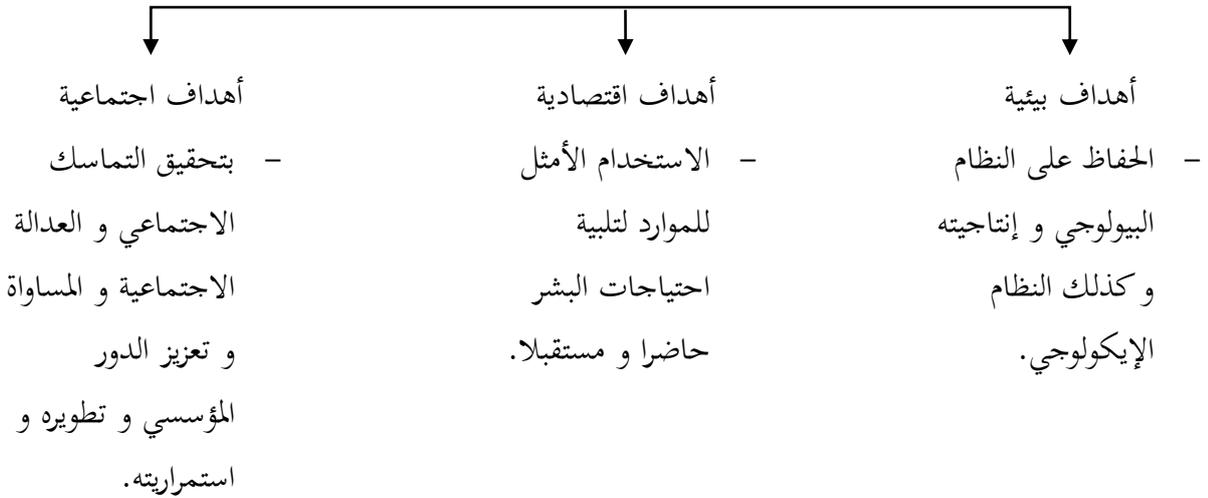 أهداف بيئية
– الحفاظ على النظام
البيولوجي و إنتاجيته
و كذلك النظام
الإيكولوجي.
أهداف اقتصادية
– الاستخدام الأمثل
للموارد لتلبية
احتياجات البشر
حاضرا و مستقبلا.
أهداف اجتماعية
– بتحقيق التماسك
الاجتماعي و العدالة
الاجتماعية و المساواة
و تعزيز الدور
المؤسسي و تطويره و
استمراريته.